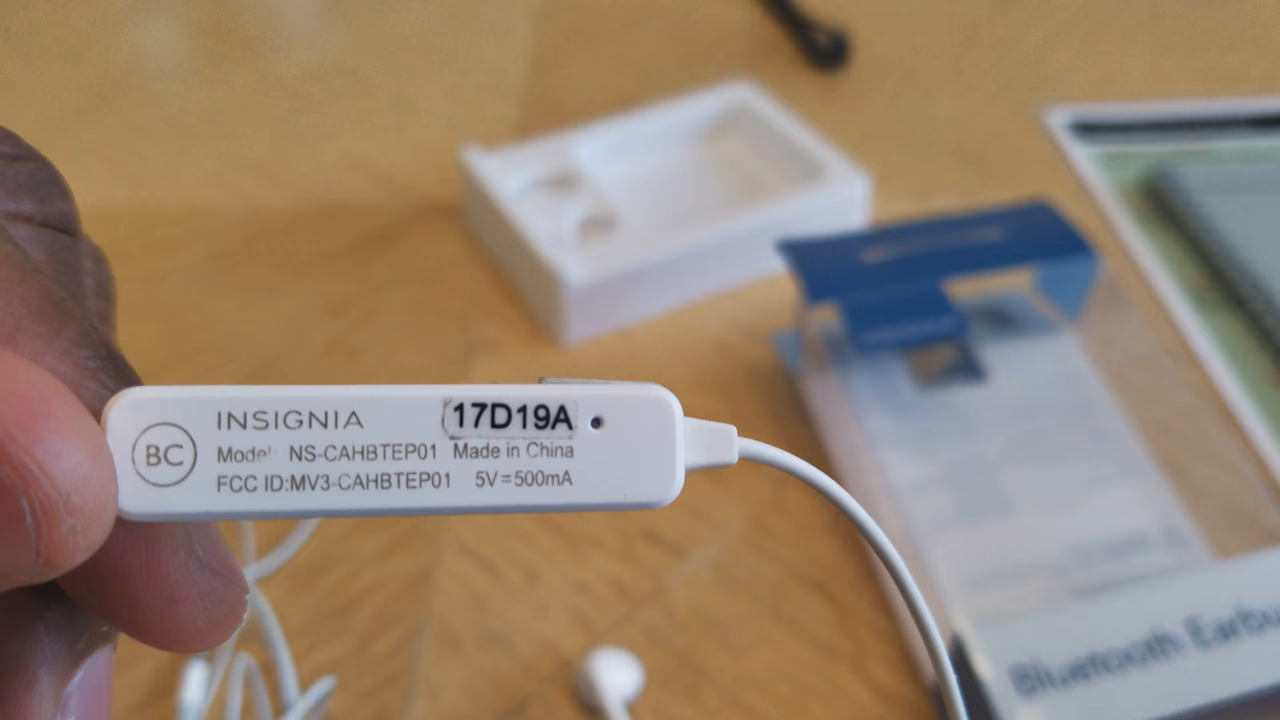 BC
INSIGNIA 17D19A
Model NS-CAHBTEP01 Made in China
FCC ID:MV3-CAHBTEP01 5V=500mA
Bluetooth Earbu